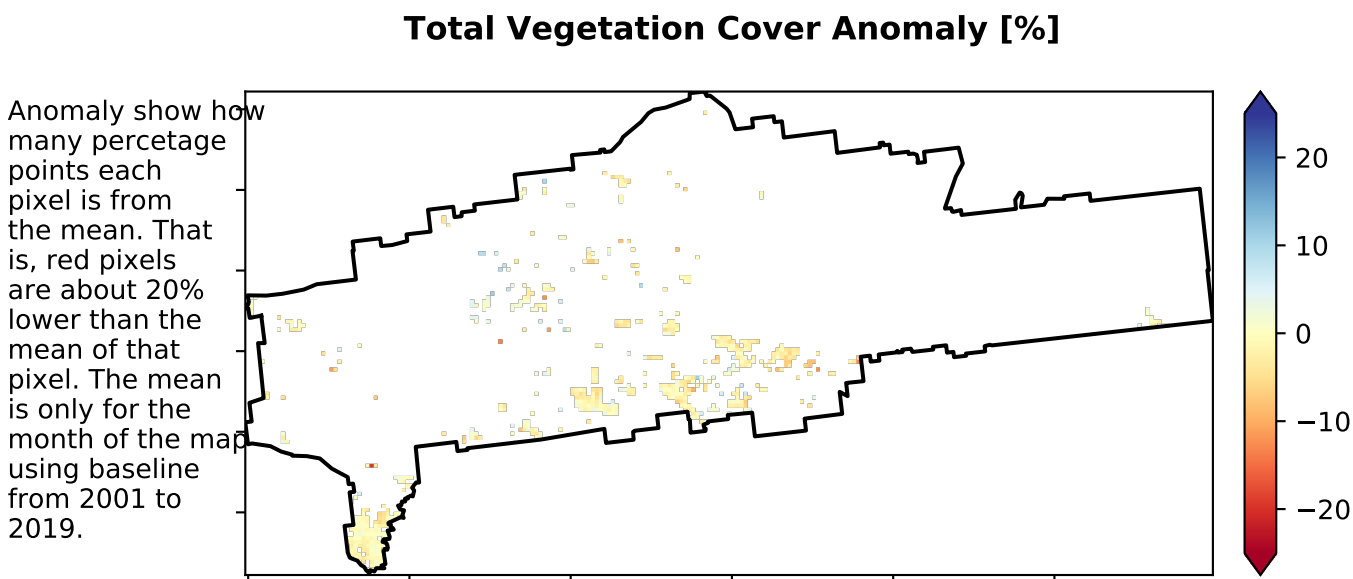 Total Vegetation Cover Anomaly [%]
Anomaly show how
many percetage
points each
pixel is from
the mean. That
is, red pixels
are about 20%
lower than the
mean of that
pixel. The mean
is only for the
month of the map
using baseline
from 2001 to
2019.
20
10
0
−10
−20